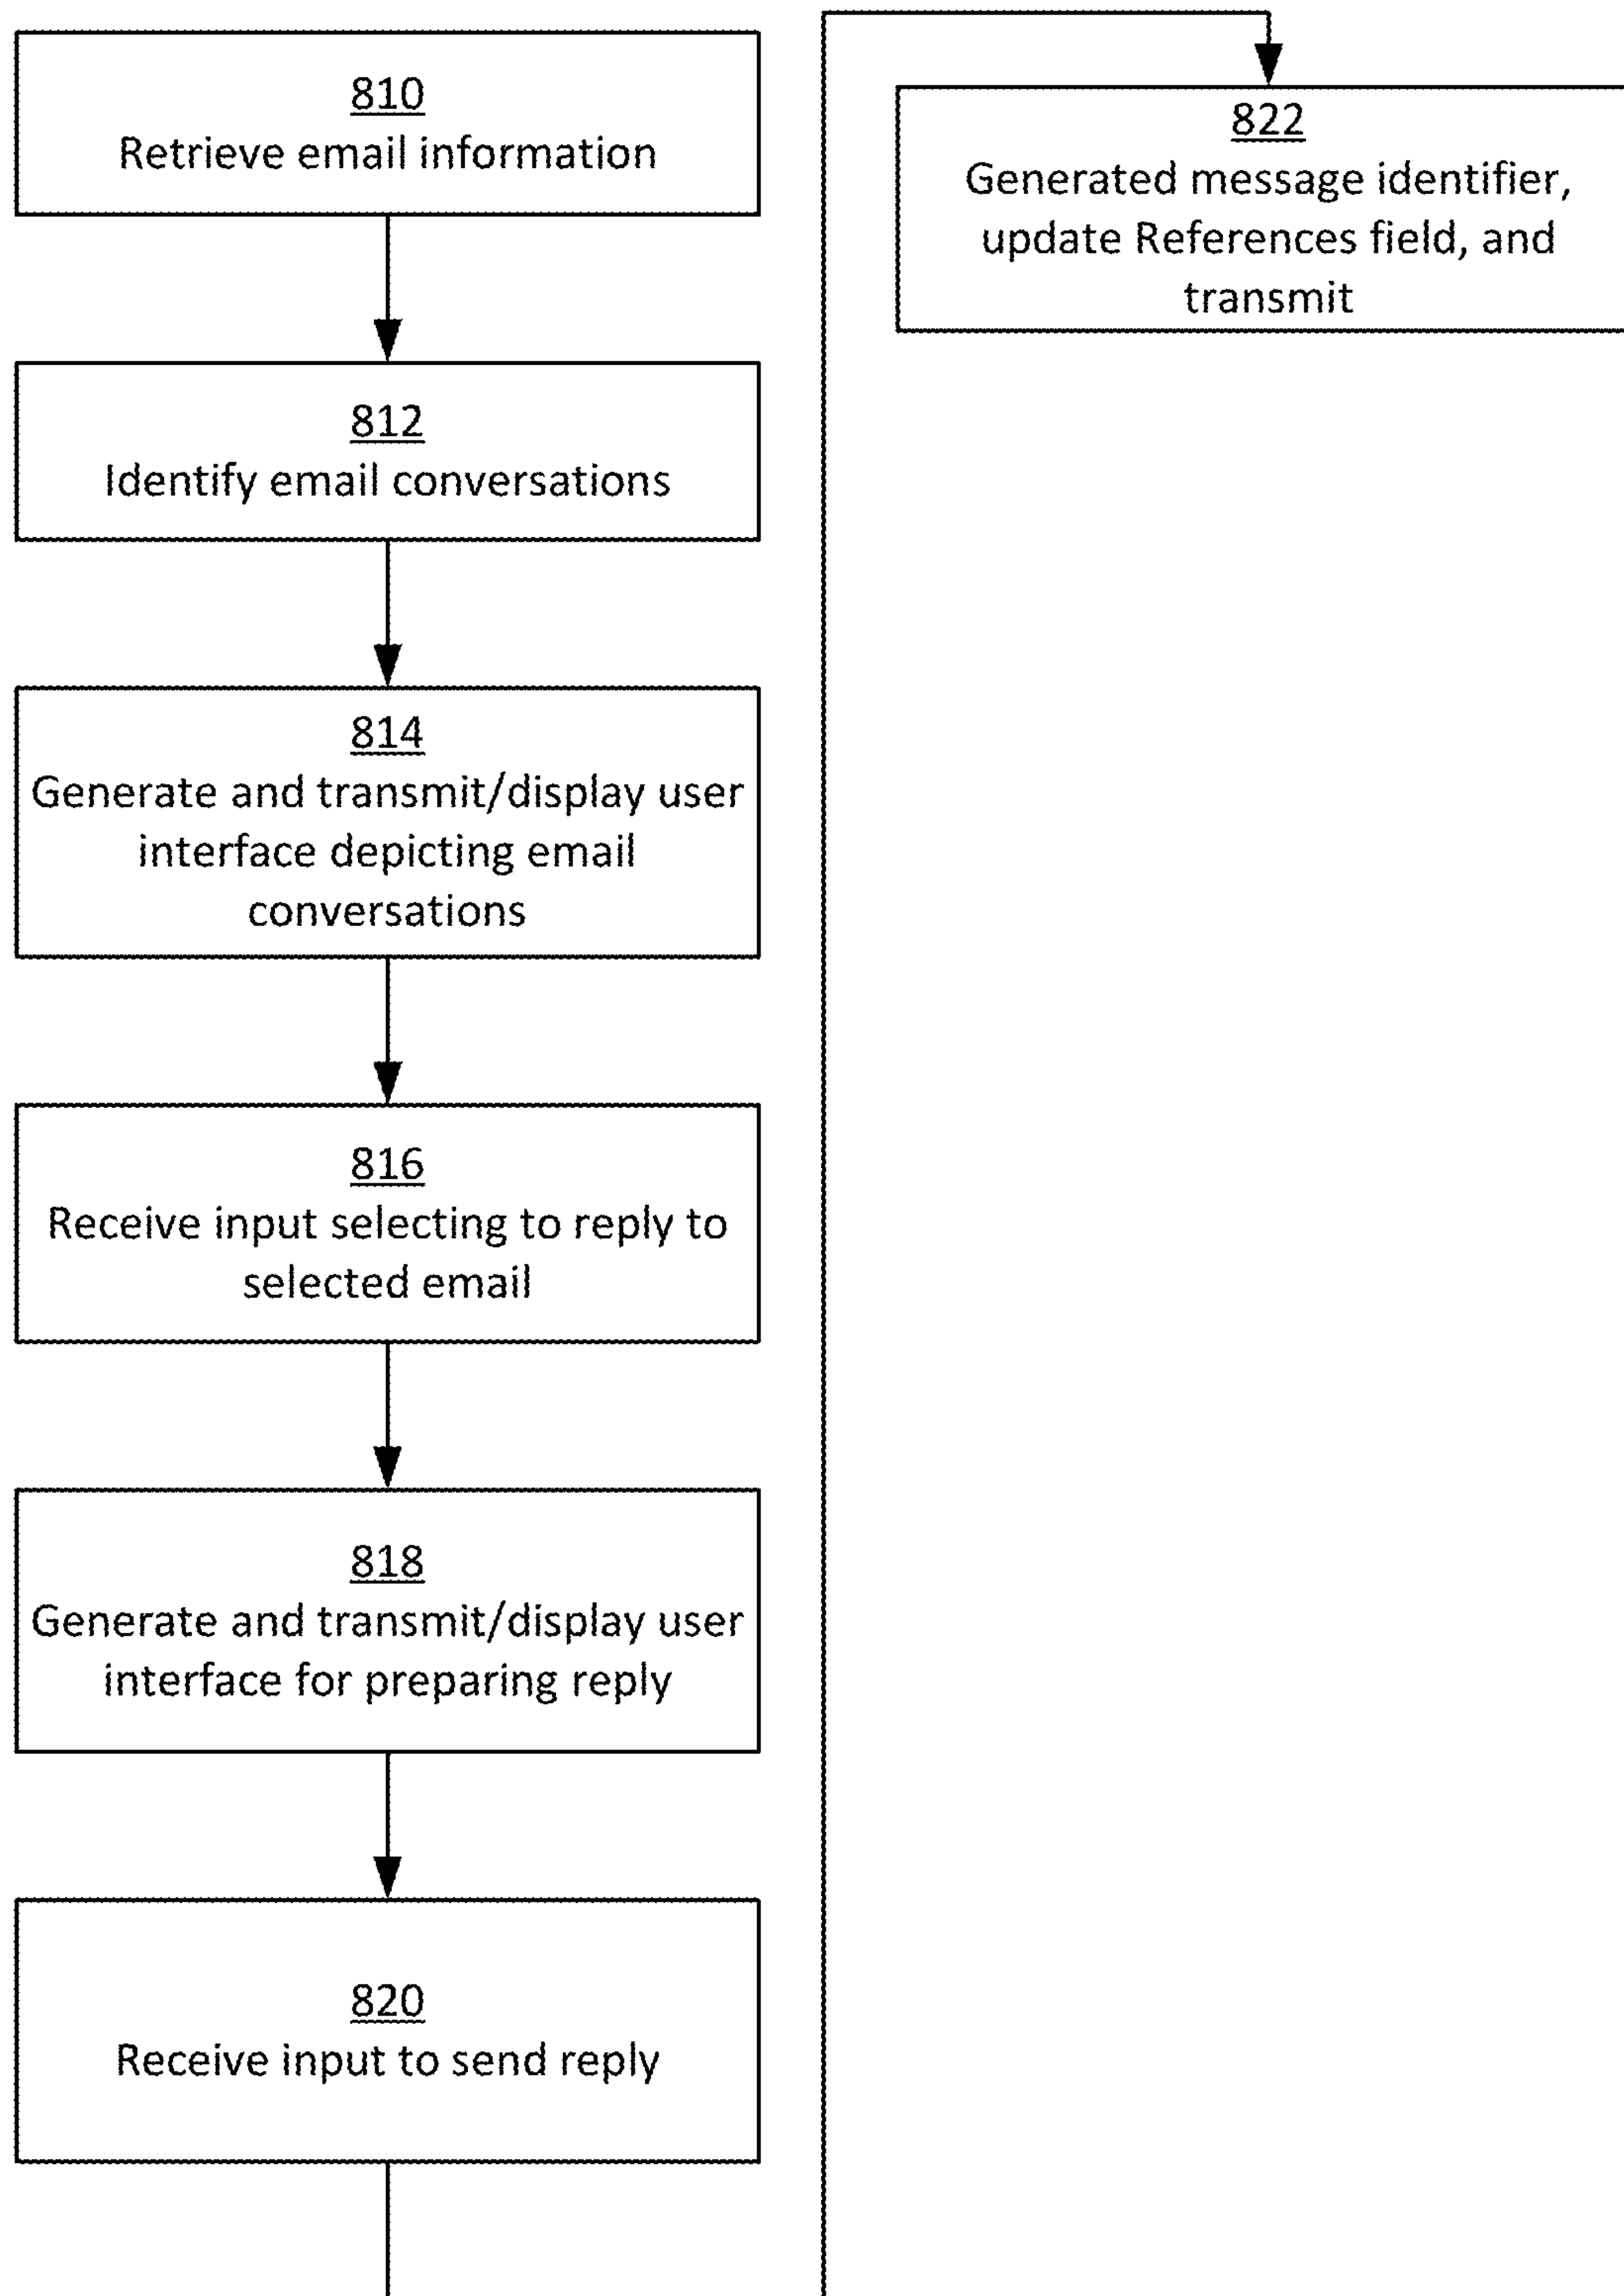 810
Retrieve email information
812
Identify email conversations
814
Generate and transmit/display user
interface depicting email
conversations
816
Receive input selecting to reply to
selected email
818
Generate and transmit/display user
interface for preparing reply
820
Receive input to send reply
822
Generated message identifier,
update References field, and
transmit